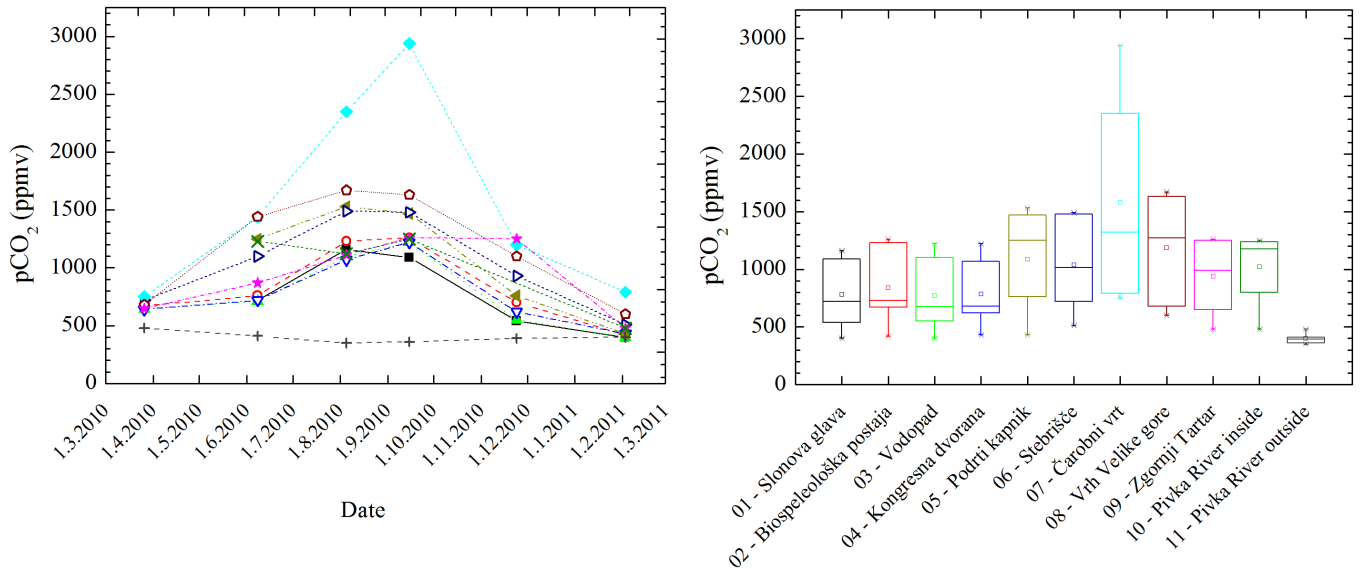 pCO₂ (ppmv)
3000
2500
2000
1500
1000
500
0
1.3.2010
1.4.2010
1.5.2010
1.6.2010
1.7.2010
1.8.2010
1.9.2010
1.10.2010
1.11.2010
1.12.2010
1.1.2011
1.2.2011
1.3.2011
Date
pCO₂ (ppmv)
3000
2500
2000
1500
1000
500
0
01 - Slonova glava
02 - Biospeleološka postaja
03 - Vodopad
04 - Kongresna dvorana
05 - Podrti kapnik
06 - Stebrišče
07 - Čarobni vrt
08 - Vrh Velike gore
09 - Zgornji Tartar
10 - Pivka River inside
11 - Pivka River outside